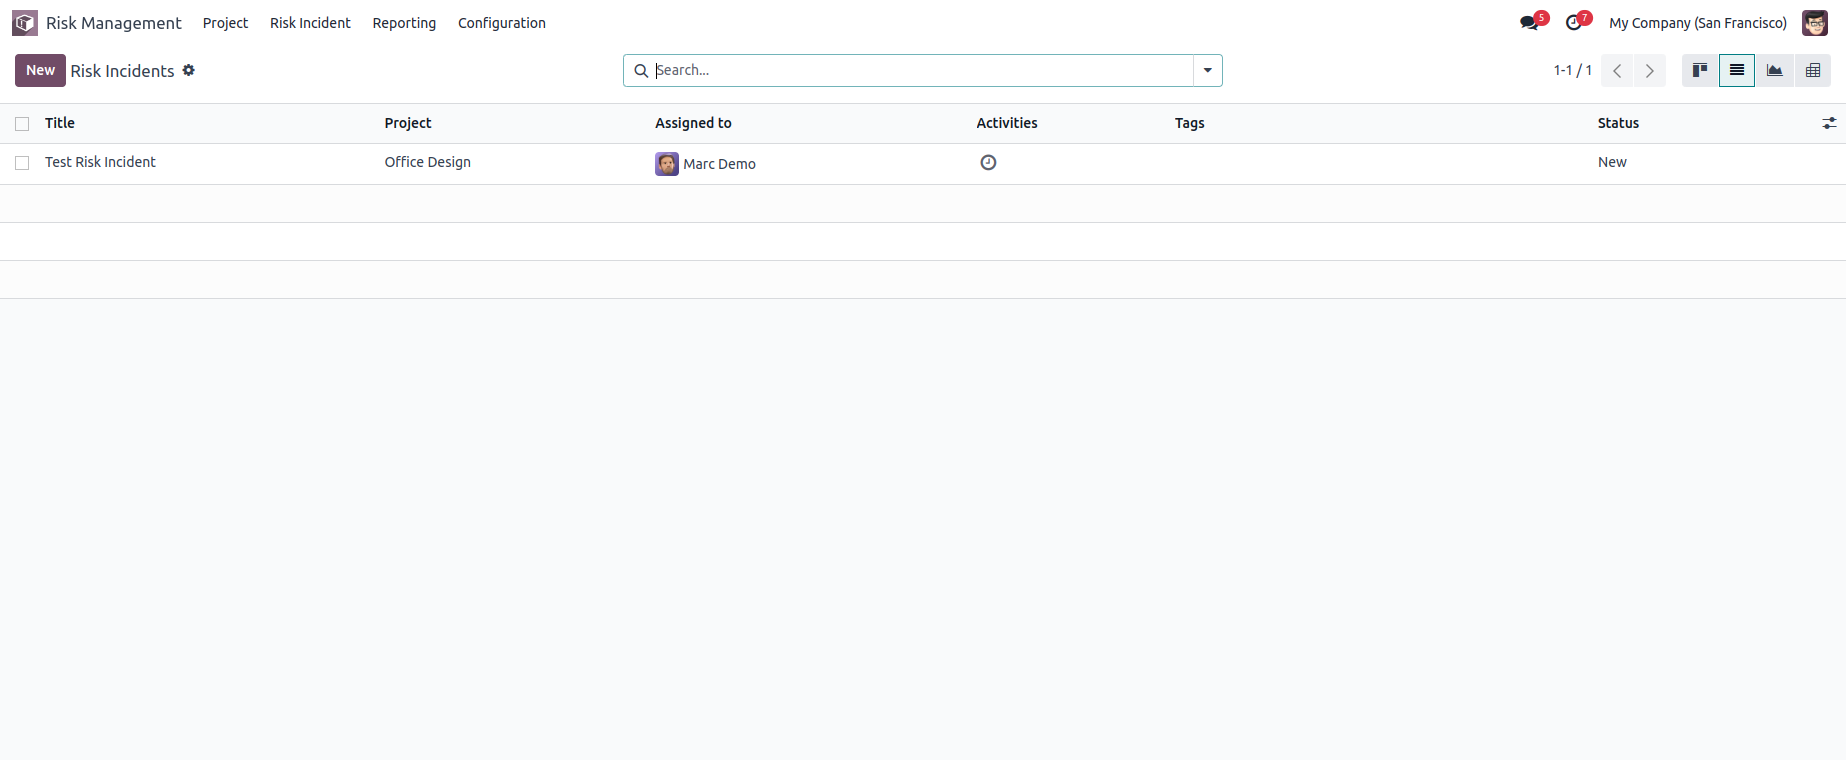 Risk Management Project Risk Incident Reporting Configuration 5 7 My Company (San Francisco)
New Risk Incidents Search... 1-1 / 1
Title Project Assigned to Activities Tags Status
Test Risk Incident Office Design Marc Demo New